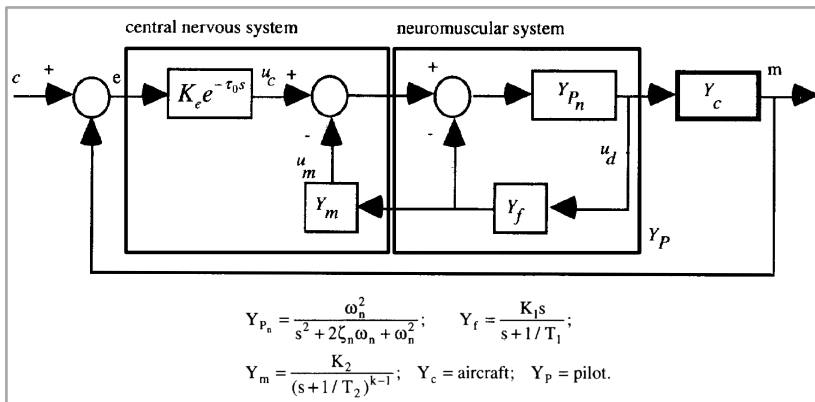 central nervous system neuromuscular system
c + e K_e e^{-τ_0 s} u_c + + Y_{P_n} Y_c m
- - u_d
u_m
Y_m Y_f
Y_P
Y_{P_n} = ω_n^2 / (s^2 + 2ζ_n ω_n + ω_n^2) ; Y_f = K_1 s / (s + 1/T_1) ;
Y_m = K_2 / (s + 1/T_2)^{k-1} ; Y_c = aircraft; Y_P = pilot.